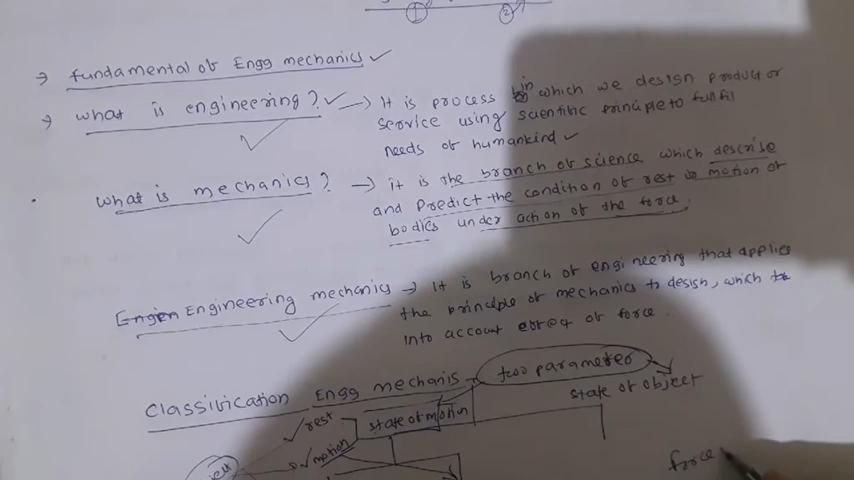 ① ②
→ fundamental of Engg mechanics ✓
→ what is engineering? ✓ → It is process in which we design product or
service using scientific principle to fulfil
needs of humankind ✓
what is mechanics? → it is the branch of science which describe
and predict the condition of rest or motion of
bodies under action of the force.
Engineering mechanics → It is branch of engineering that applies
the principle of mechanics to design, which
into account of force.
Classification Engg mechanis two parameter
state of object
rest
state of motion
motion
force